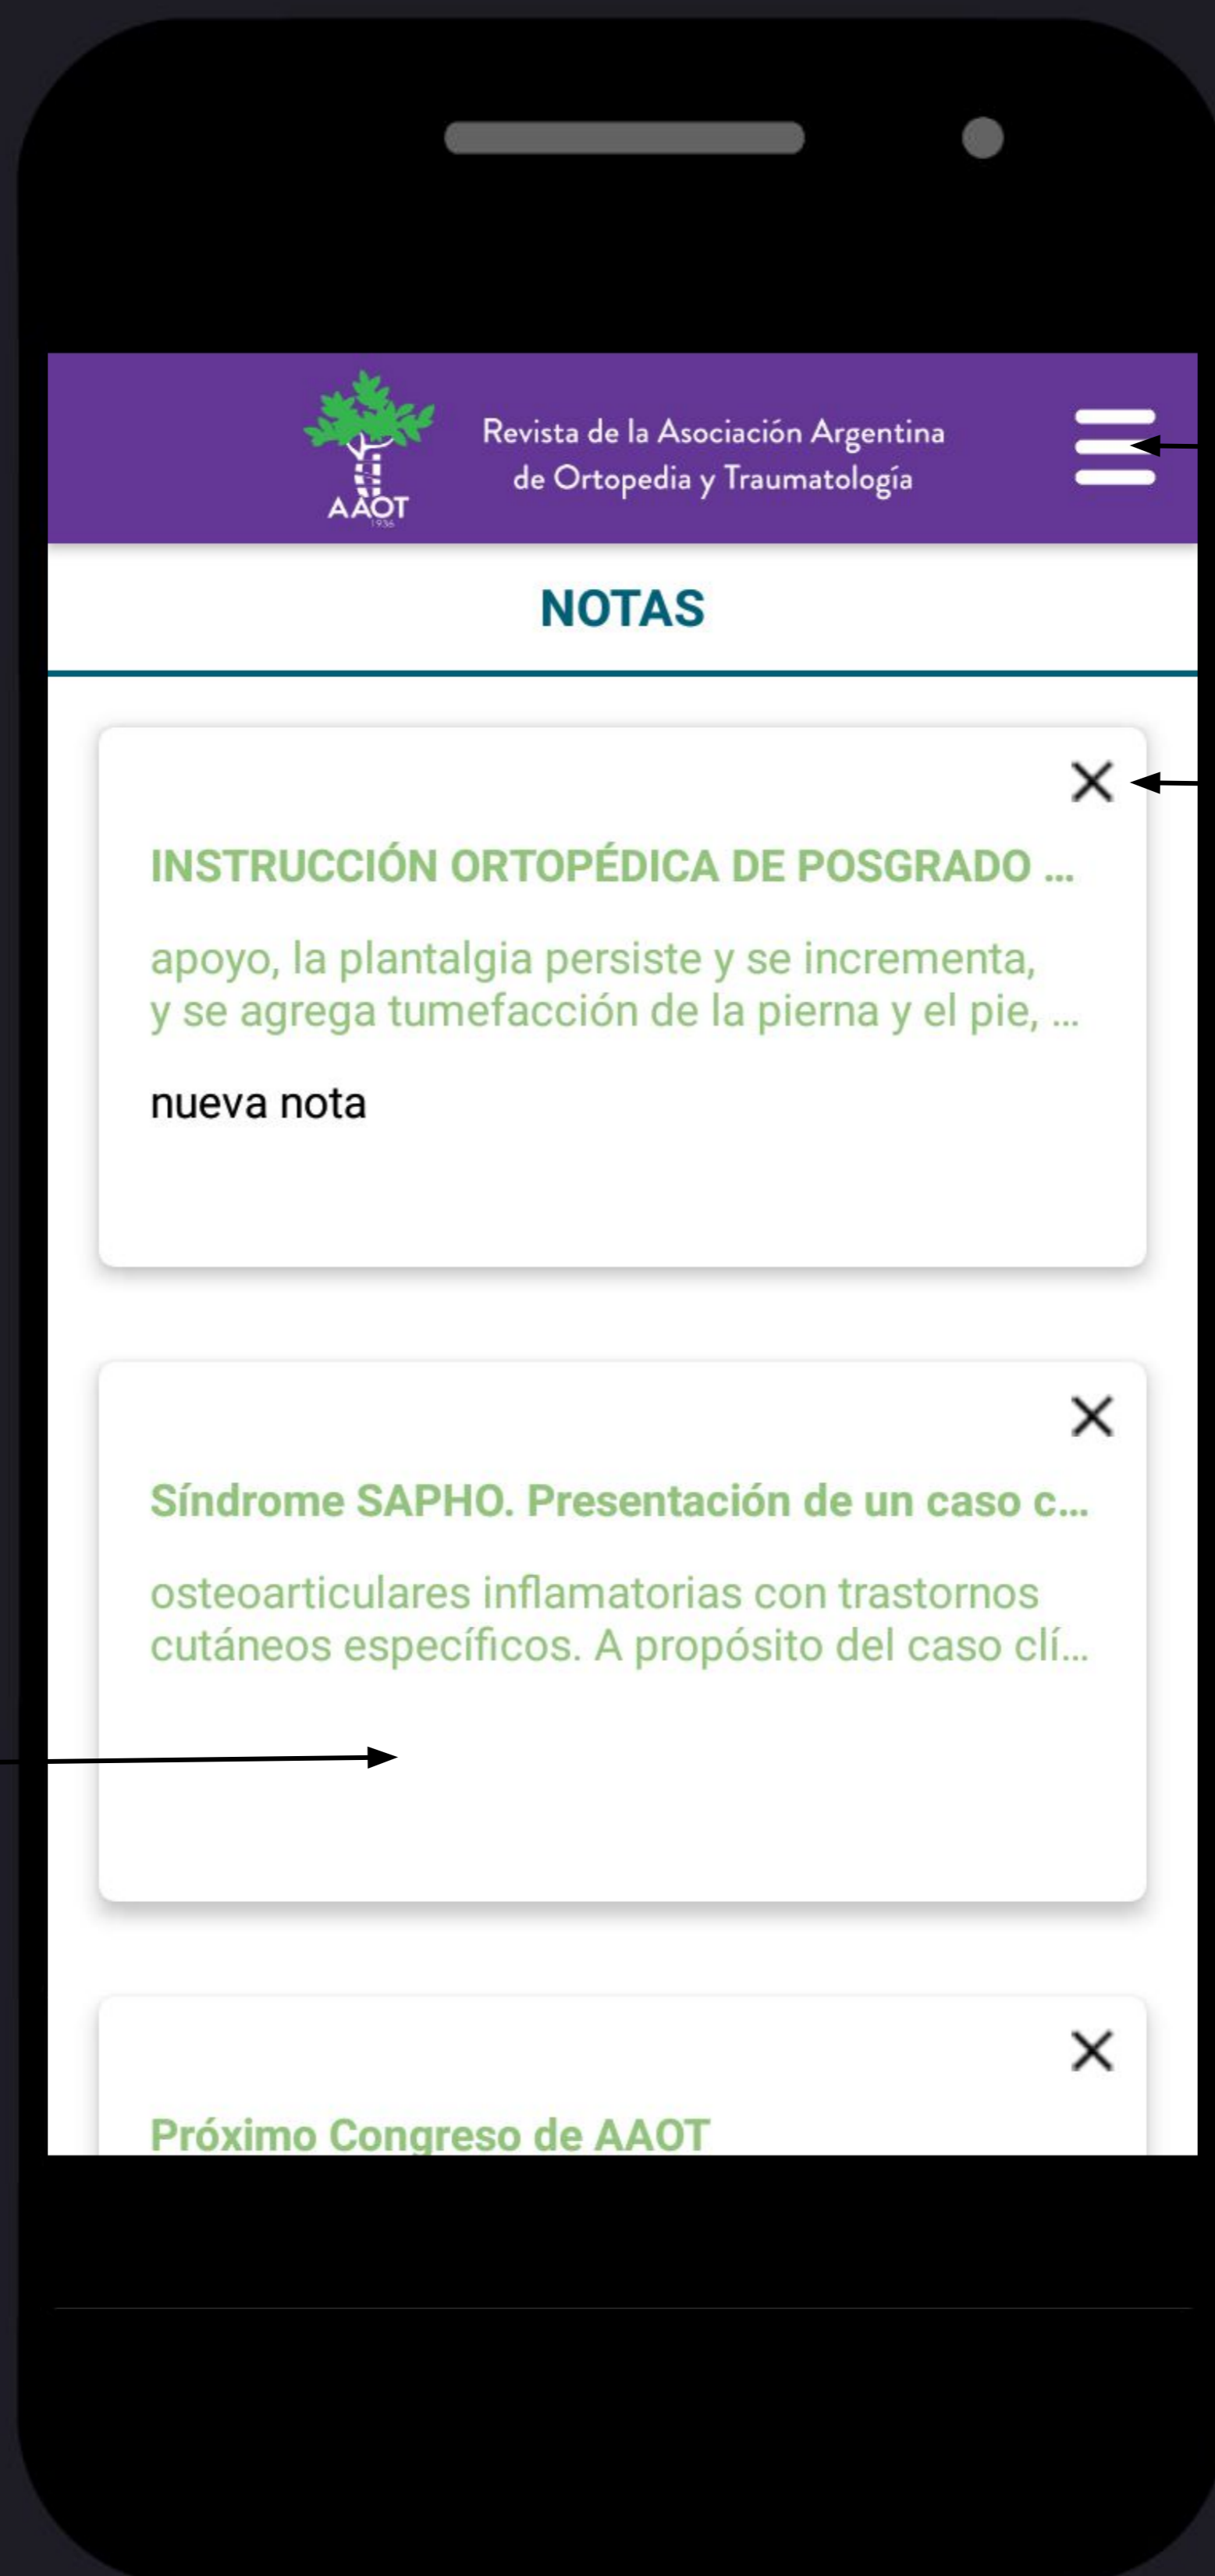 AAOT
1936
Revista de la Asociación Argentina
de Ortopedia y Traumatología
NOTAS
INSTRUCCIÓN ORTOPÉDICA DE POSGRADO ...
apoyo, la plantalgia persiste y se incrementa,
y se agrega tumefacción de la pierna y el pie, ...
nueva nota
Síndrome SAPHO. Presentación de un caso c...
osteoarticulares inflamatorias con trastornos
cutáneos específicos. A propósito del caso clí...
Próximo Congreso de AAOT